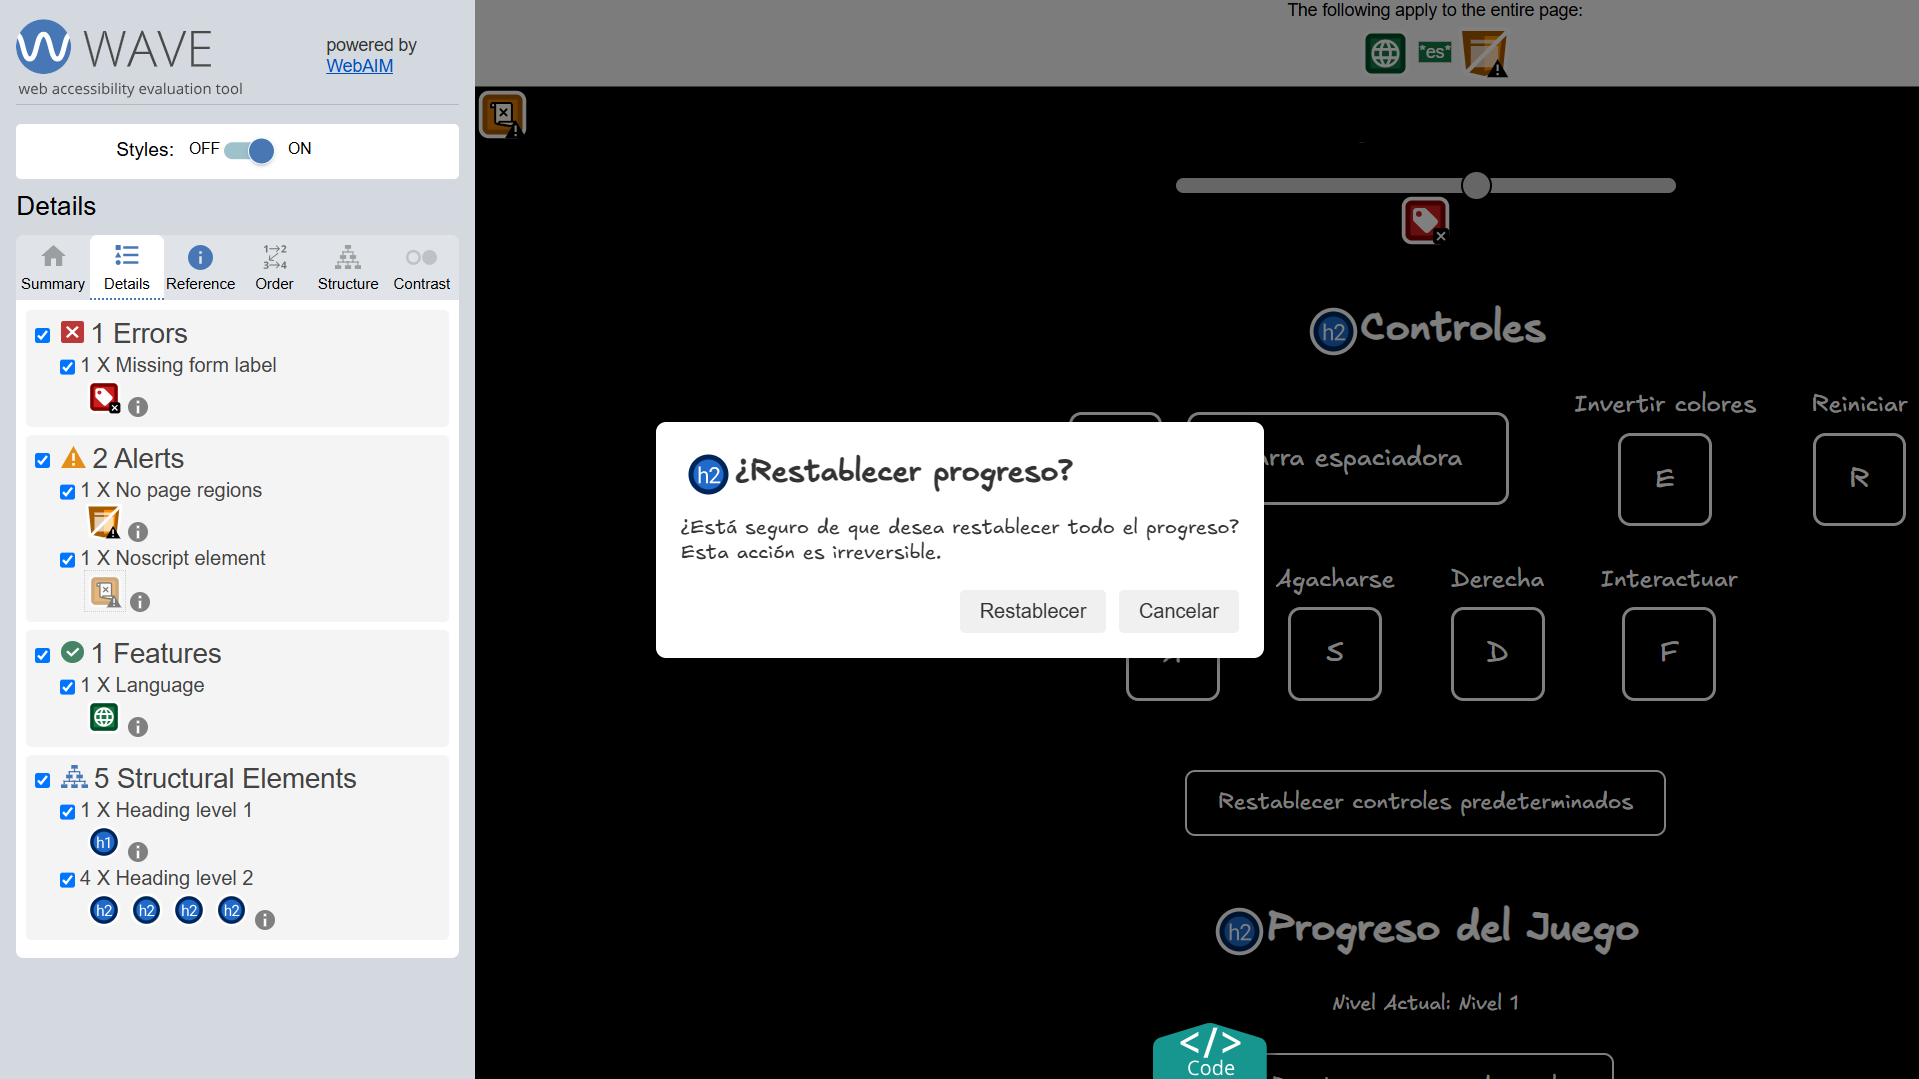 WAVE
web accessibility evaluation tool
powered by
WebAIM
Styles: OFF ON
Details
Summary
Details
Reference
1→2
3→4
Order
Structure
Contrast
1 Errors
1 X Missing form label
2 Alerts
1 X No page regions
1 X Noscript element
1 Features
1 X Language
5 Structural Elements
1 X Heading level 1
h1
4 X Heading level 2
h2 h2 h2 h2
The following apply to the entire page:
*es*
h2 Controles
Invertir colores
Reiniciar
rra espaciadora
E
R
h2 ¿Restablecer progreso?
¿Está seguro de que desea restablecer todo el progreso?
Esta acción es irreversible.
Restablecer
Cancelar
Agacharse
Derecha
Interactuar
S
D
F
Restablecer controles predeterminados
h2 Progreso del Juego
Nivel Actual: Nivel 1
</>
Code